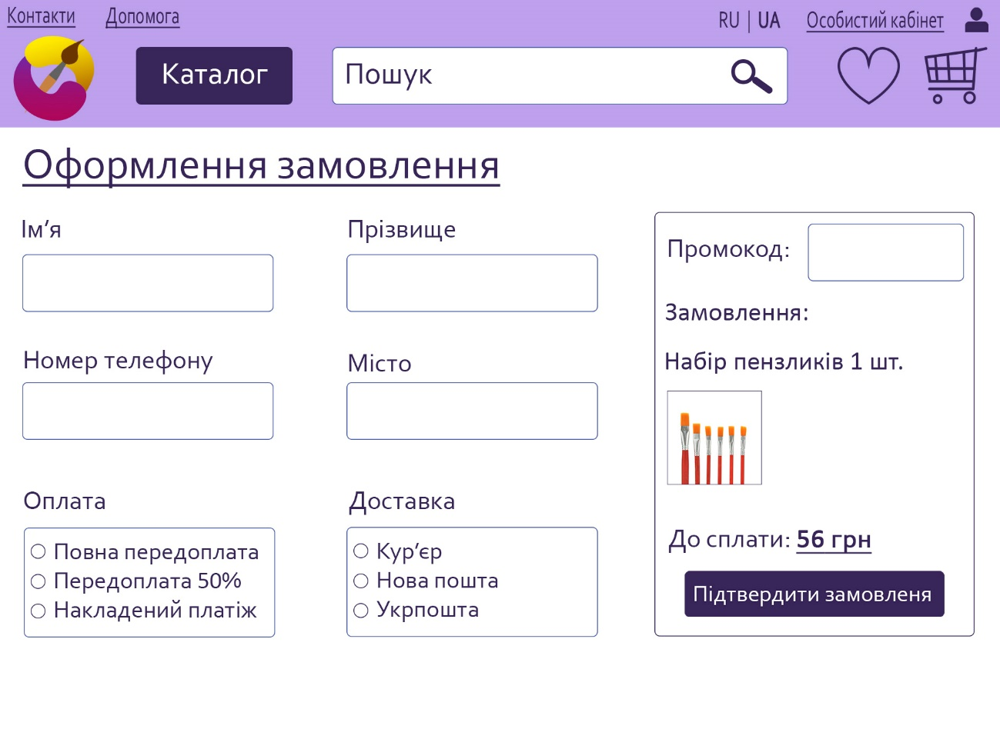 Контакти
Допомога
RU | UA
Особистий кабінет
Каталог
Пошук
Оформлення замовлення
Ім’я
Прізвище
Номер телефону
Місто
Оплата
Повна передоплата
Передоплата 50%
Накладений платіж
Доставка
Кур’єр
Нова пошта
Укрпошта
Промокод:
Замовлення:
Набір пензликів 1 шт.
До сплати: 56 грн
Підтвердити замовленя